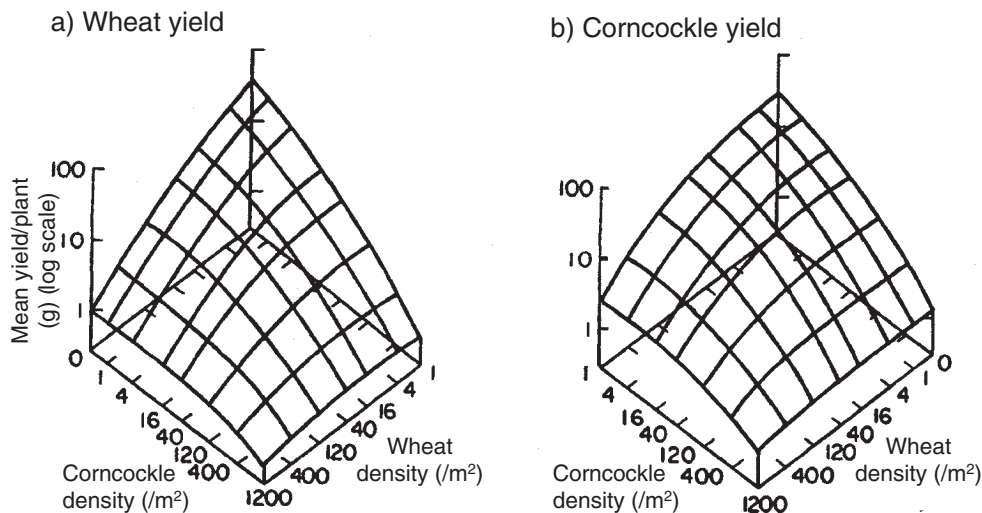 a) Wheat yield
b) Corncockle yield
Mean yield/plant
(g) (log scale)
100
10
1
0
1
4
16
40
120
400
1200
400
120
40
16
4
1
Corncockle
density (/m²)
Wheat
density (/m²)
100
10
1
1
4
16
40
120
400
1200
400
120
40
16
4
1
0
Corncockle
density (/m²)
Wheat
density (/m²)